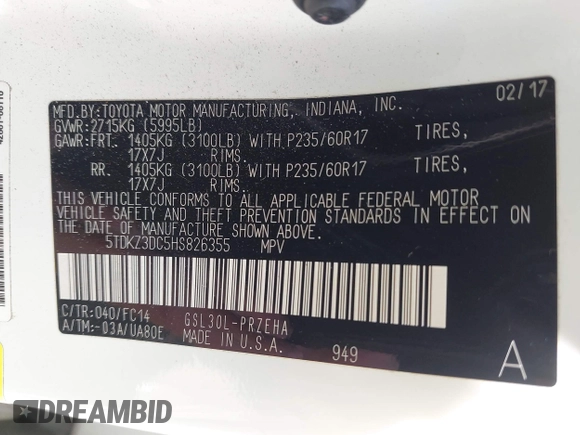 MFD.BY:TOYOTA MOTOR MANUFACTURING, INDIANA, INC. 02/17
GVWR:2715KG (5995LB)
GAWR:FRT. 1405KG (3100LB) WITH P235/60R17 TIRES,
17X7J RIMS.
RR. 1405KG (3100LB) WITH P235/60R17 TIRES,
17X7J RIMS.
THIS VEHICLE CONFORMS TO ALL APPLICABLE FEDERAL MOTOR
VEHICLE SAFETY AND THEFT PREVENTION STANDARDS IN EFFECT ON
THE DATE OF MANUFACTURE SHOWN ABOVE.
5TDKZ3DC5HS826355 MPV
C/TR:040/FC14 GSL30L-PRZEHA
A/TM:-03A/UA80E MADE IN U.S.A. 949 A
DREAMBID